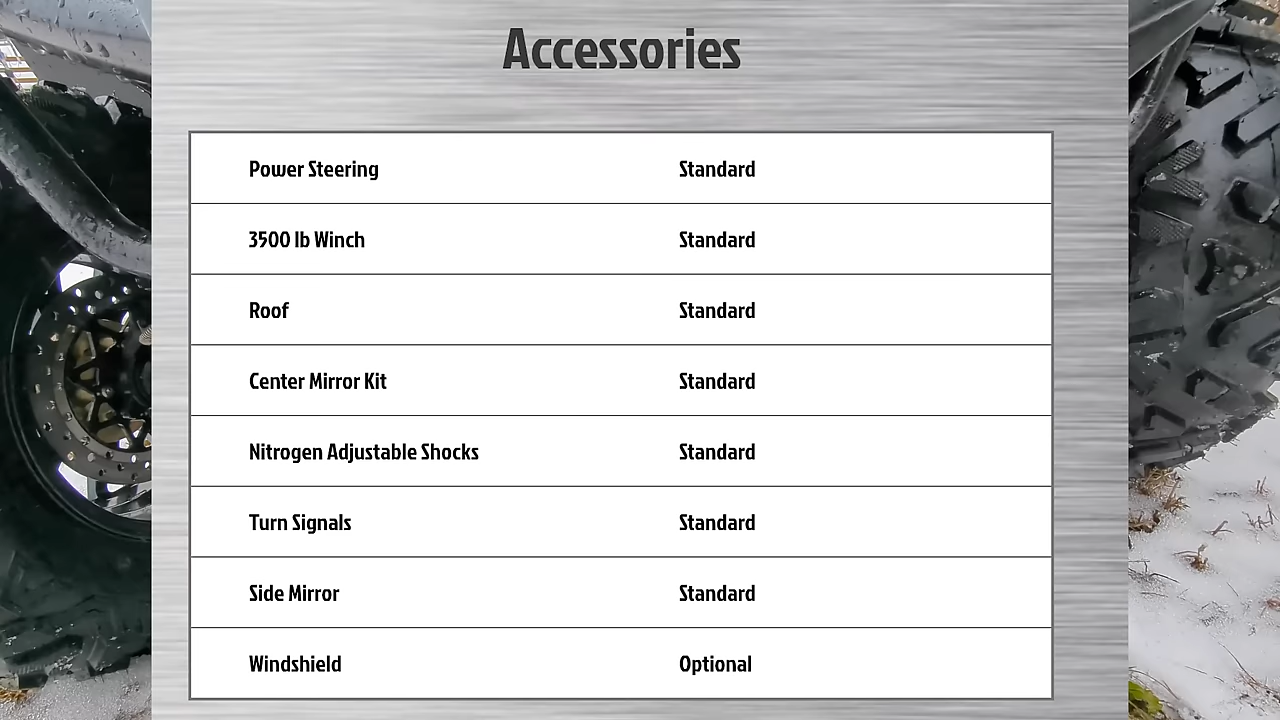 Accessories
Power Steering Standard
3500 lb Winch Standard
Roof Standard
Center Mirror Kit Standard
Nitrogen Adjustable Shocks Standard
Turn Signals Standard
Side Mirror Standard
Windshield Optional